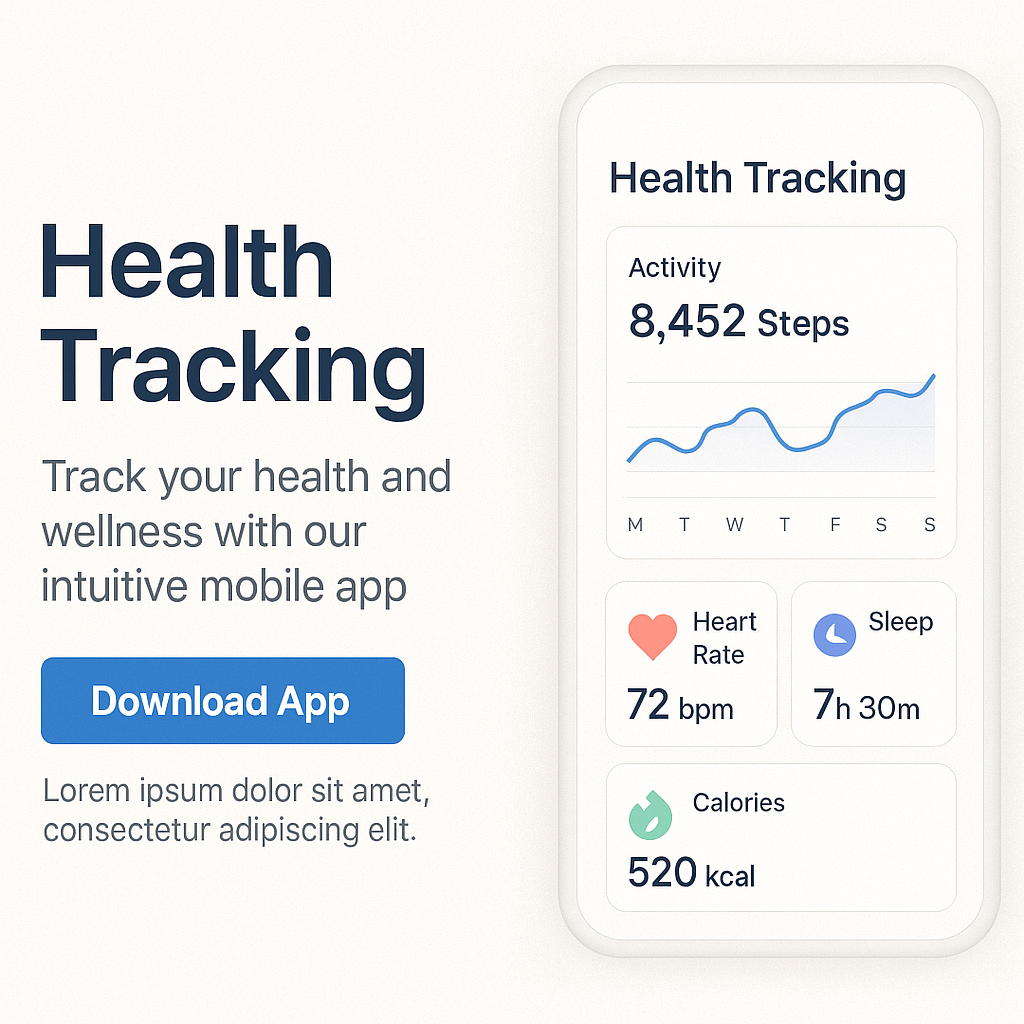 Health
Tracking
Track your health and
wellness with our
intuitive mobile app
Download App
Lorem ipsum dolor sit amet,
consectetur adipiscing elit.
Health Tracking
Activity
8,452 Steps
M T W T F S S
Heart
Rate
72 bpm
Sleep
7h 30m
Calories
520 kcal